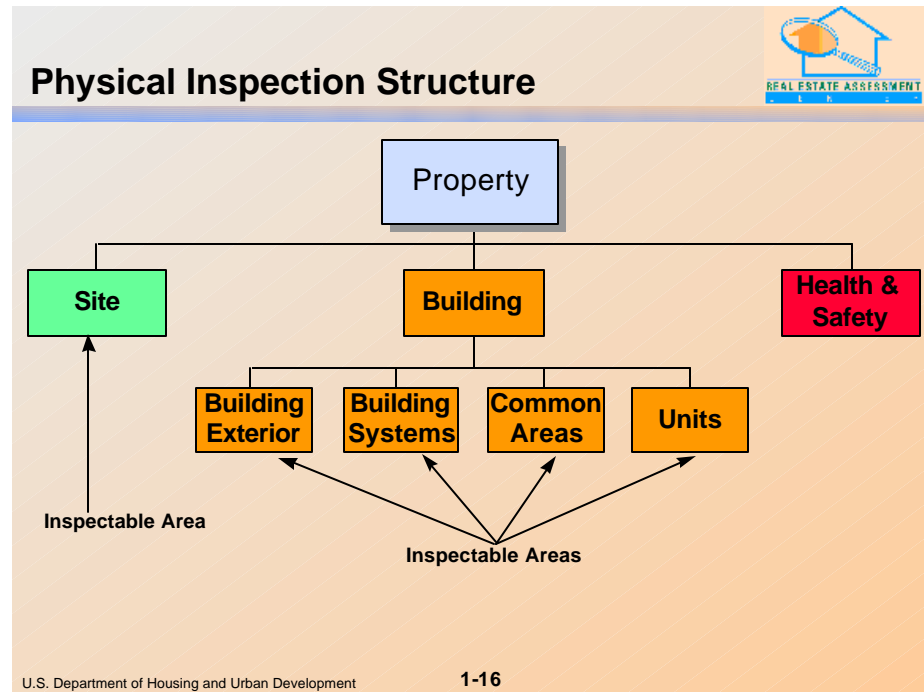 Physical Inspection Structure
REAL ESTATE ASSESSMENT
Property
Site
Building
Health &
Safety
Building
Exterior
Building
Systems
Common
Areas
Units
Inspectable Area
Inspectable Areas
U.S. Department of Housing and Urban Development
1-16